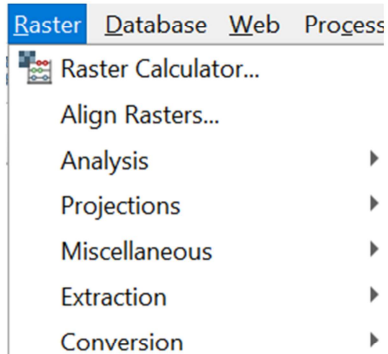 Raster Database Web Process
Raster Calculator...
Align Rasters...
Analysis
Projections
Miscellaneous
Extraction
Conversion